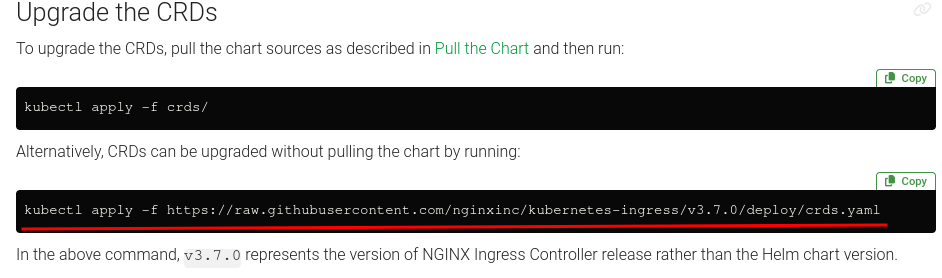 Upgrade the CRDs
To upgrade the CRDs, pull the chart sources as described in Pull the Chart and then run:
Copy
kubectl apply -f crds/
Alternatively, CRDs can be upgraded without pulling the chart by running:
Copy
kubectl apply -f https://raw.githubusercontent.com/nginxinc/kubernetes-ingress/v3.7.0/deploy/crds.yaml
In the above command, v3.7.0 represents the version of NGINX Ingress Controller release rather than the Helm chart version.